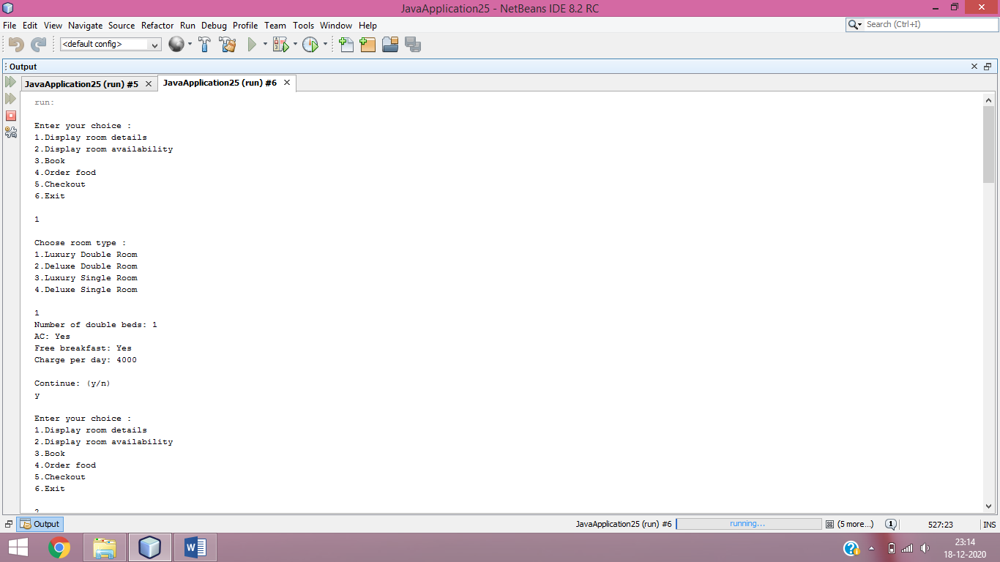 JavaApplication25 - NetBeans IDE 8.2 RC
File Edit View Navigate Source Refactor Run Debug Profile Team Tools Window Help
Search (Ctrl+I)
<default config>
Output
JavaApplication25 (run) #5
JavaApplication25 (run) #6
run:
Enter your choice :
1.Display room details
2.Display room availability
3.Book
4.Order food
5.Checkout
6.Exit
1
Choose room type :
1.Luxury Double Room
2.Deluxe Double Room
3.Luxury Single Room
4.Deluxe Single Room
1
Number of double beds: 1
AC: Yes
Free breakfast: Yes
Charge per day: 4000
Continue: (y/n)
y
Enter your choice :
1.Display room details
2.Display room availability
3.Book
4.Order food
5.Checkout
6.Exit
Output
JavaApplication25 (run) #6
running...
(5 more...)
1
527:23
INS
23:14
18-12-2020